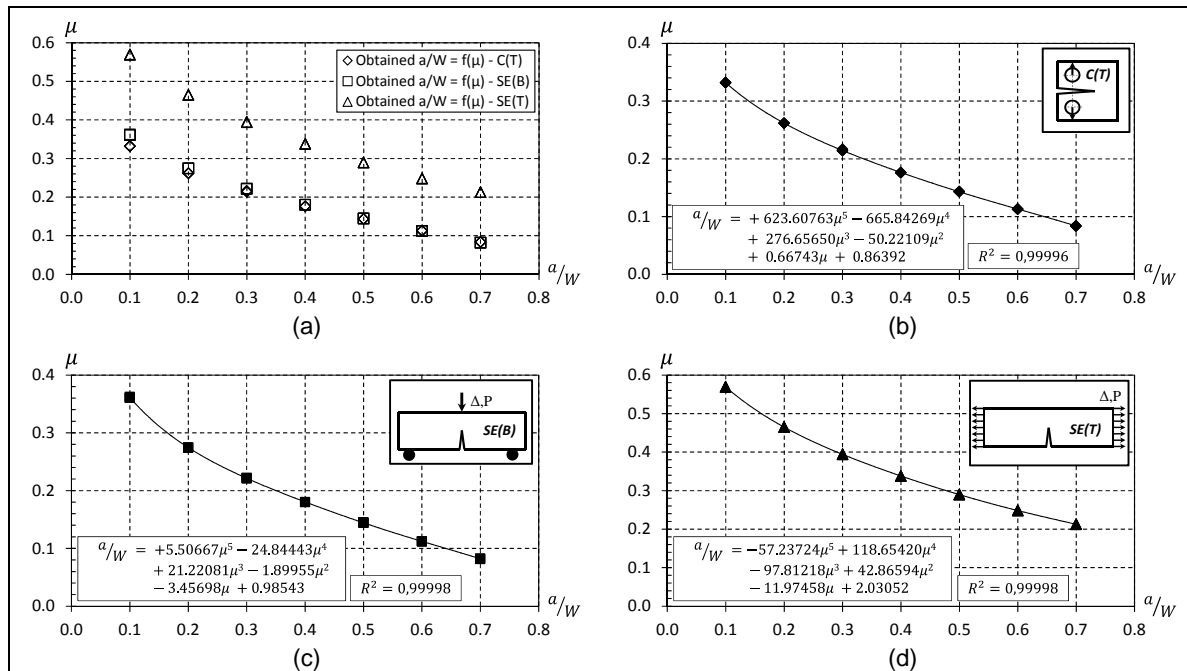 μ
0.6
0.5
0.4
0.3
0.2
0.1
0.0
Obtained a/W = f(μ) - C(T)
Obtained a/W = f(μ) - SE(B)
Obtained a/W = f(μ) - SE(T)
a/W
0.0 0.1 0.2 0.3 0.4 0.5 0.6 0.7 0.8
(a)
μ
0.4
0.3
0.2
0.1
0.0
C(T)
a/W = + 623.60763μ⁵ − 665.84269μ⁴
+ 276.65650μ³ − 50.22109μ²
+ 0.66743μ + 0.86392
R² = 0,99996
a/W
0.0 0.1 0.2 0.3 0.4 0.5 0.6 0.7 0.8
(b)
μ
0.4
0.3
0.2
0.1
0.0
Δ,P
SE(B)
a/W = +5.50667μ⁵ − 24.84443μ⁴
+ 21.22081μ³ − 1.89955μ²
− 3.45698μ + 0.98543
R² = 0,99998
a/W
0.0 0.1 0.2 0.3 0.4 0.5 0.6 0.7 0.8
(c)
μ
0.6
0.5
0.4
0.3
0.2
0.1
0.0
Δ,P
SE(T)
a/W = −57.23724μ⁵ + 118.65420μ⁴
− 97.81218μ³ + 42.86594μ²
− 11.97458μ + 2.03052
R² = 0,99998
a/W
0.0 0.1 0.2 0.3 0.4 0.5 0.6 0.7 0.8
(d)